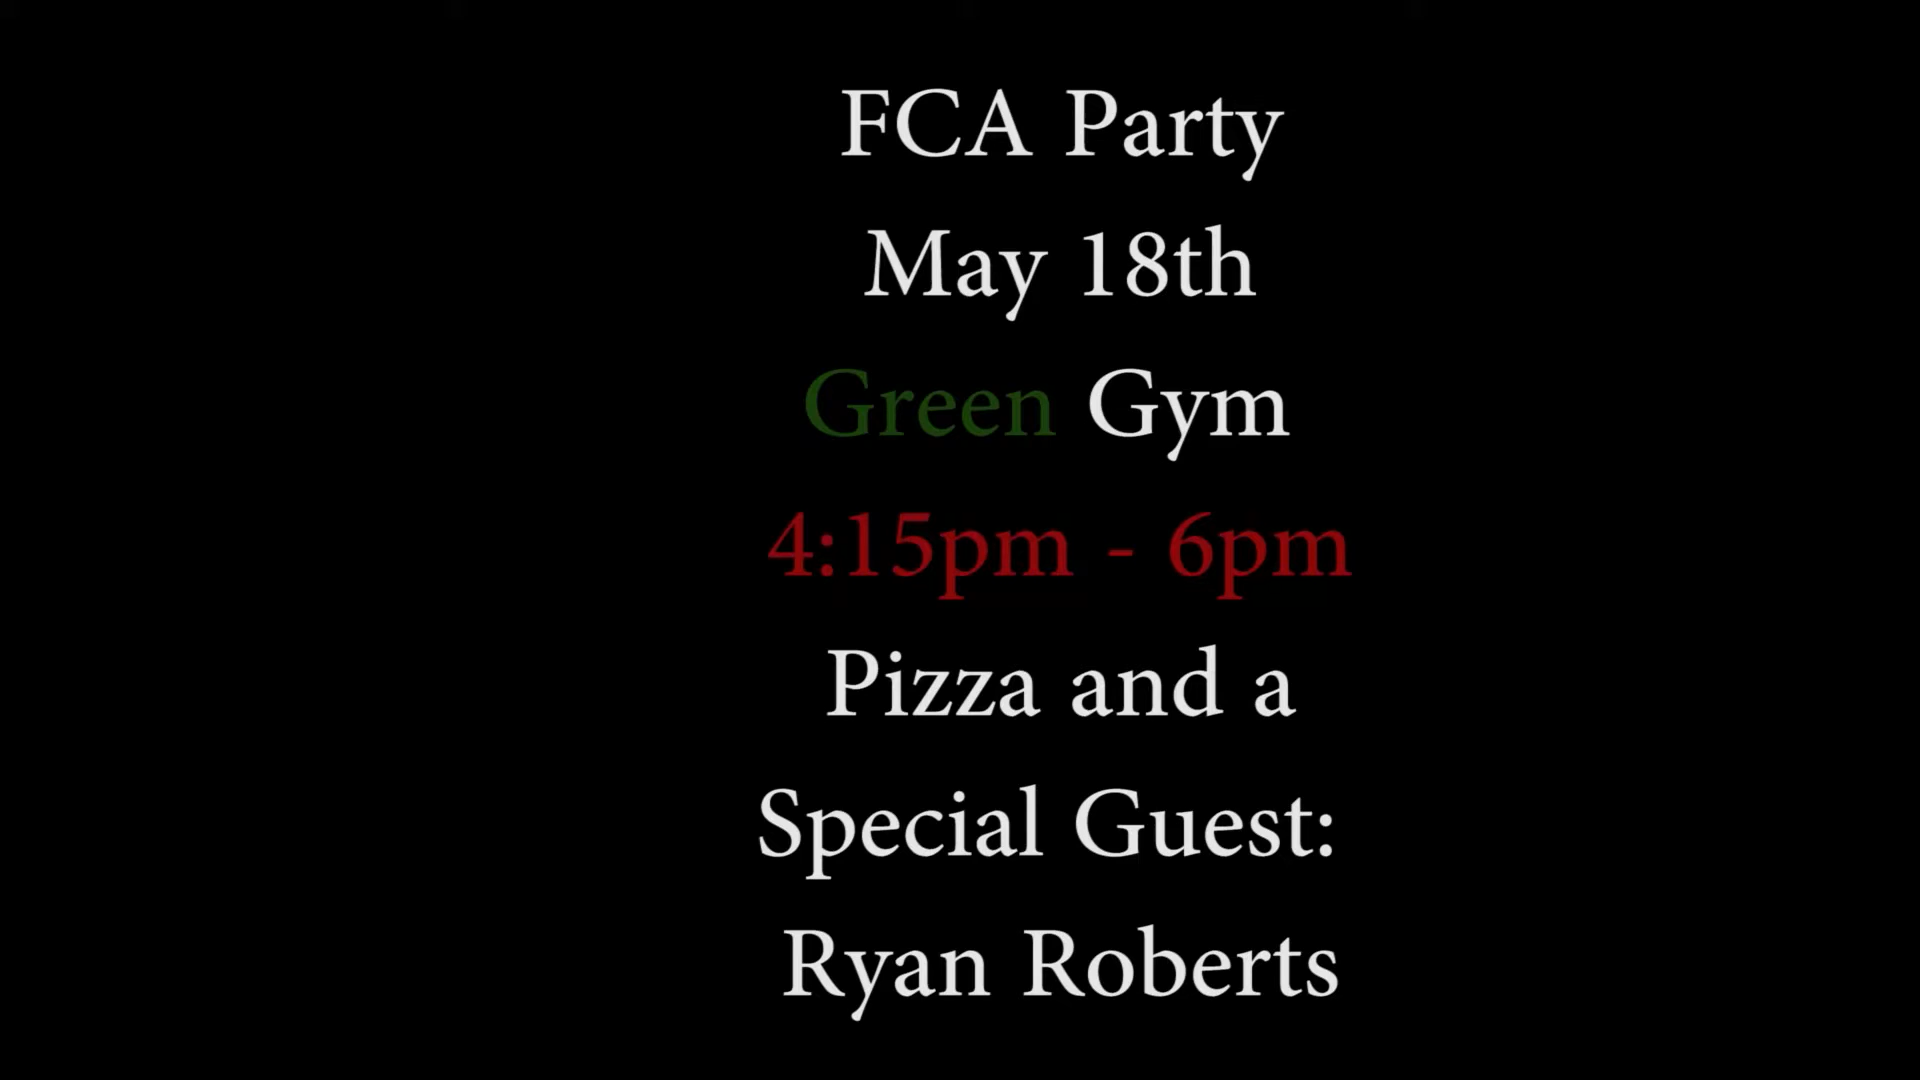 FCA Party
May 18th
Green Gym
4:15pm - 6pm
Pizza and a
Special Guest:
Ryan Roberts